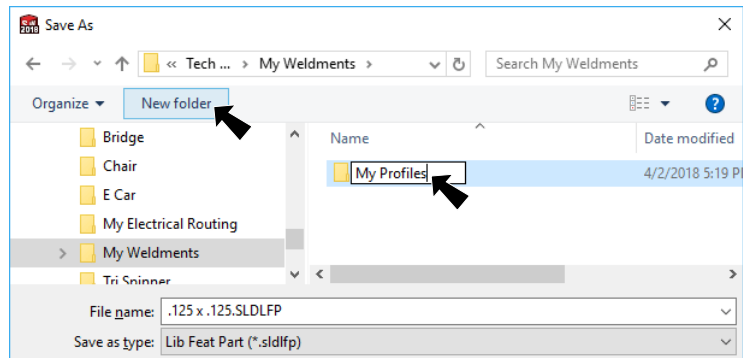 2018
Save As
« Tech ... › My Weldments ›
Search My Weldments
Organize
New folder
Bridge
Chair
E Car
My Electrical Routing
My Weldments
Tri Spinner
Name
Date modified
My Profiles
4/2/2018 5:19 P
File name: .125 x .125.SLDLFP
Save as type: Lib Feat Part (*.sldlfp)